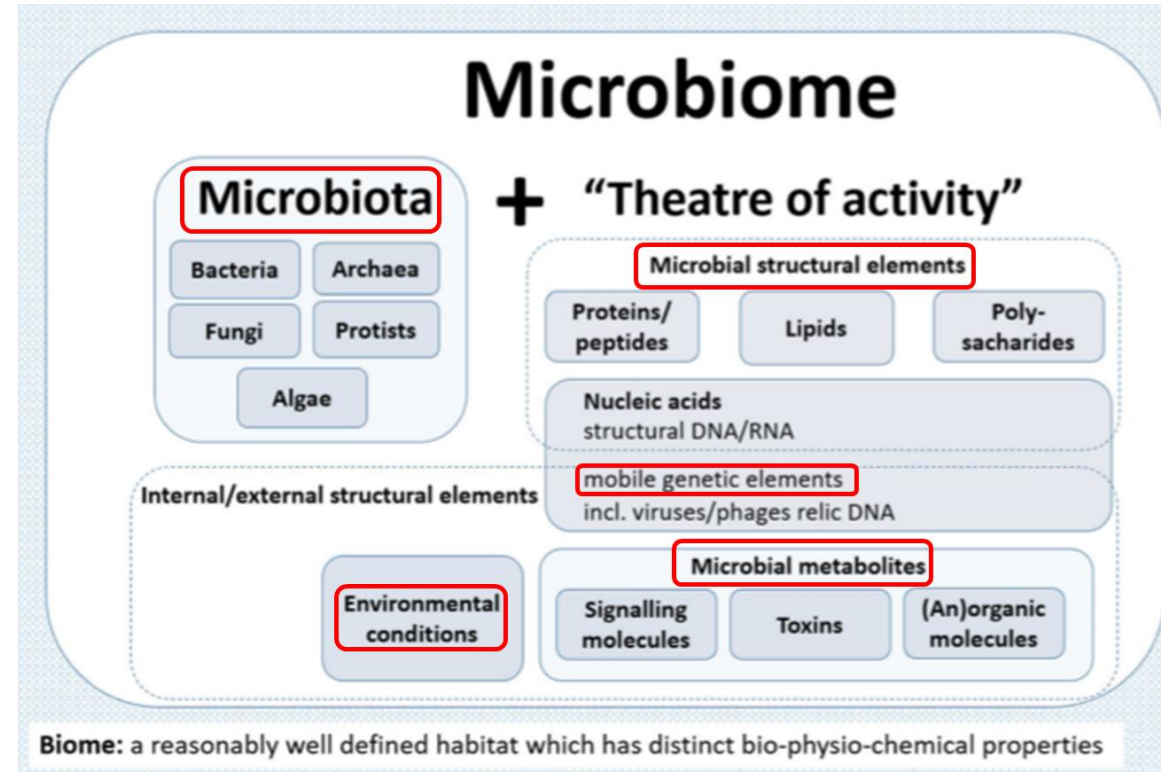 Microbiome
Microbiota
+
“Theatre of activity”
Bacteria
Archaea
Fungi
Protists
Algae
Microbial structural elements
Proteins/
peptides
Lipids
Poly-
sacharides
Nucleic acids
structural DNA/RNA
mobile genetic elements
incl. viruses/phages relic DNA
Internal/external structural elements
Environmental
conditions
Microbial metabolites
Signalling
molecules
Toxins
(An)organic
molecules
Biome: a reasonably well defined habitat which has distinct bio-physio-chemical properties